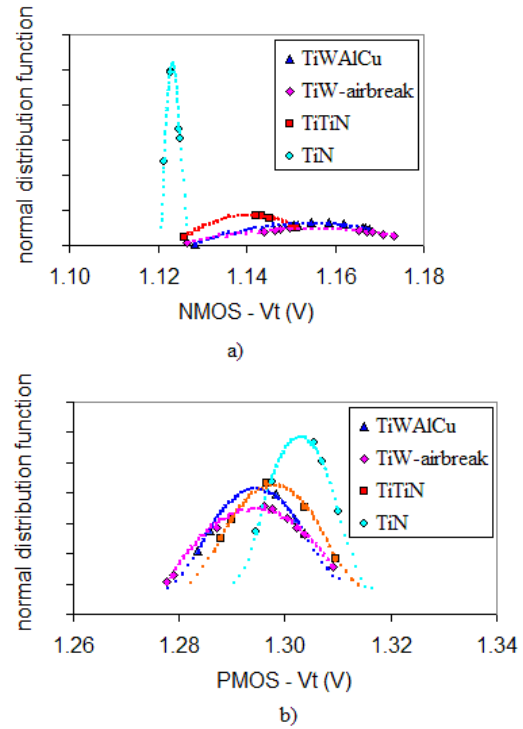 normal distribution function
TiWAlCu
TiW-airbreak
TiTiN
TiN
1.10 1.12 1.14 1.16 1.18
NMOS - Vt (V)
a)
normal distribution function
TiWAlCu
TiW-airbreak
TiTiN
TiN
1.26 1.28 1.30 1.32 1.34
PMOS - Vt (V)
b)